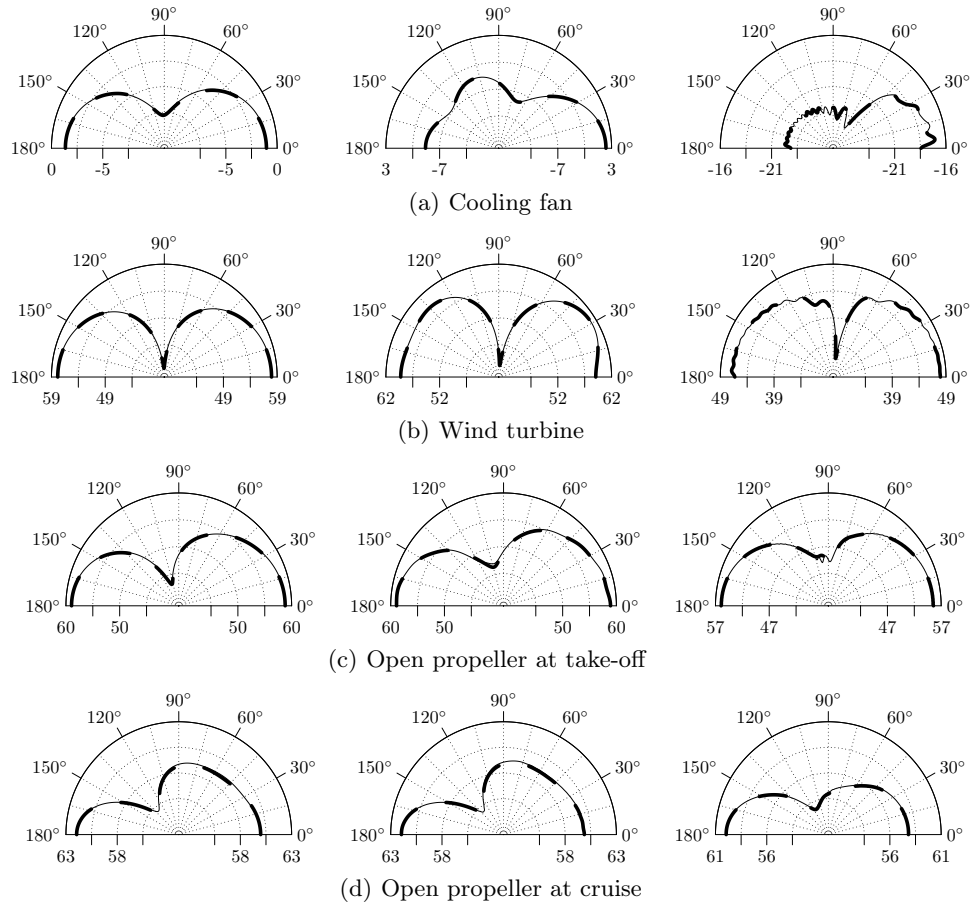 90° 90° 90°
120° 60° 120° 60° 120° 60°
150° 30° 150° 30° 150° 30°
180° 0° 180° 0° 180° 0°
0 -5 -5 0 3 -7 -7 3 -16 -21 -21 -16
(a) Cooling fan
90° 90° 90°
120° 60° 120° 60° 120° 60°
150° 30° 150° 30° 150° 30°
180° 0° 180° 0° 180° 0°
59 49 49 59 62 52 52 62 49 39 39 49
(b) Wind turbine
90° 90° 90°
120° 60° 120° 60° 120° 60°
150° 30° 150° 30° 150° 30°
180° 0° 180° 0° 180° 0°
60 50 50 60 60 50 50 60 57 47 47 57
(c) Open propeller at take-off
90° 90° 90°
120° 60° 120° 60° 120° 60°
150° 30° 150° 30° 150° 30°
180° 0° 180° 0° 180° 0°
63 58 58 63 63 58 58 63 61 56 56 61
(d) Open propeller at cruise